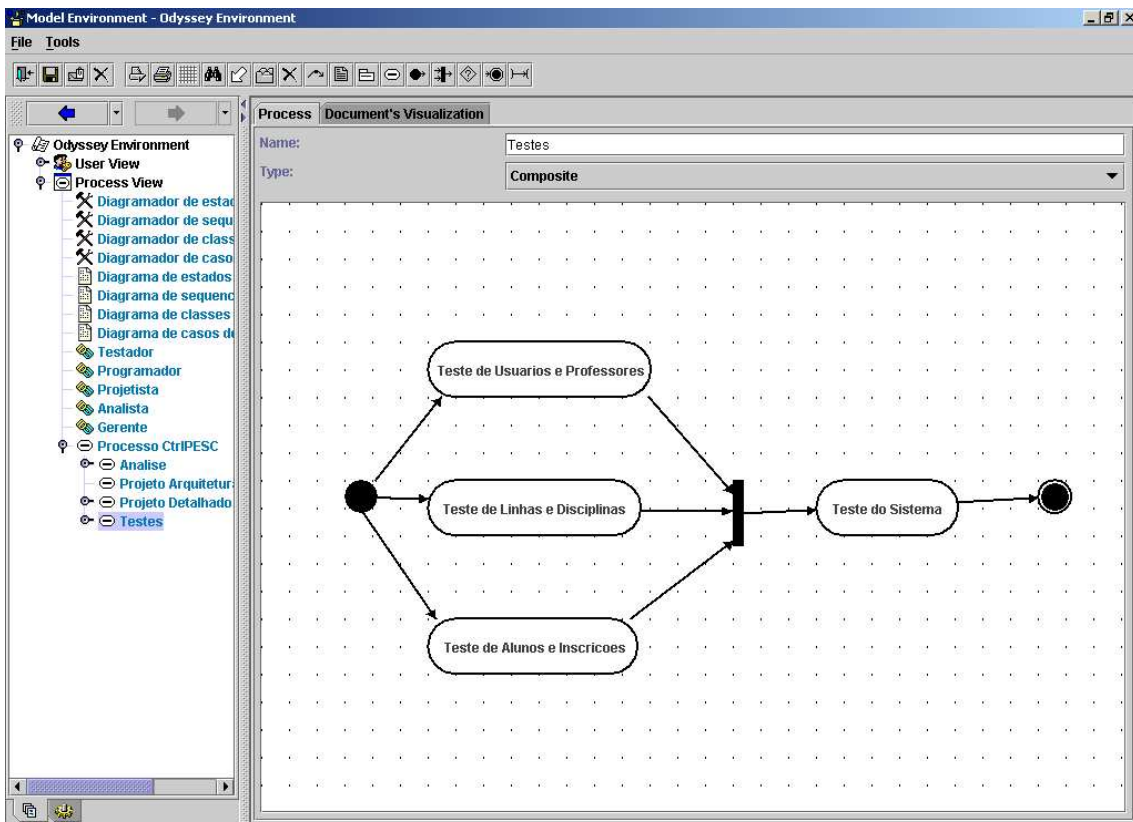 Model Environment - Odyssey Environment
File Tools
Process Document's Visualization
Name: Testes
Type: Composite
Odyssey Environment
User View
Process View
Diagramador de estad
Diagramador de sequ
Diagramador de class
Diagramador de caso
Diagrama de estados
Diagrama de sequenc
Diagrama de classes
Diagrama de casos de
Testador
Programador
Projetista
Analista
Gerente
Processo CtrlPESC
Analise
Projeto Arquitetur
Projeto Detalhado
Testes
Teste de Usuarios e Professores
Teste de Linhas e Disciplinas
Teste do Sistema
Teste de Alunos e Inscricoes